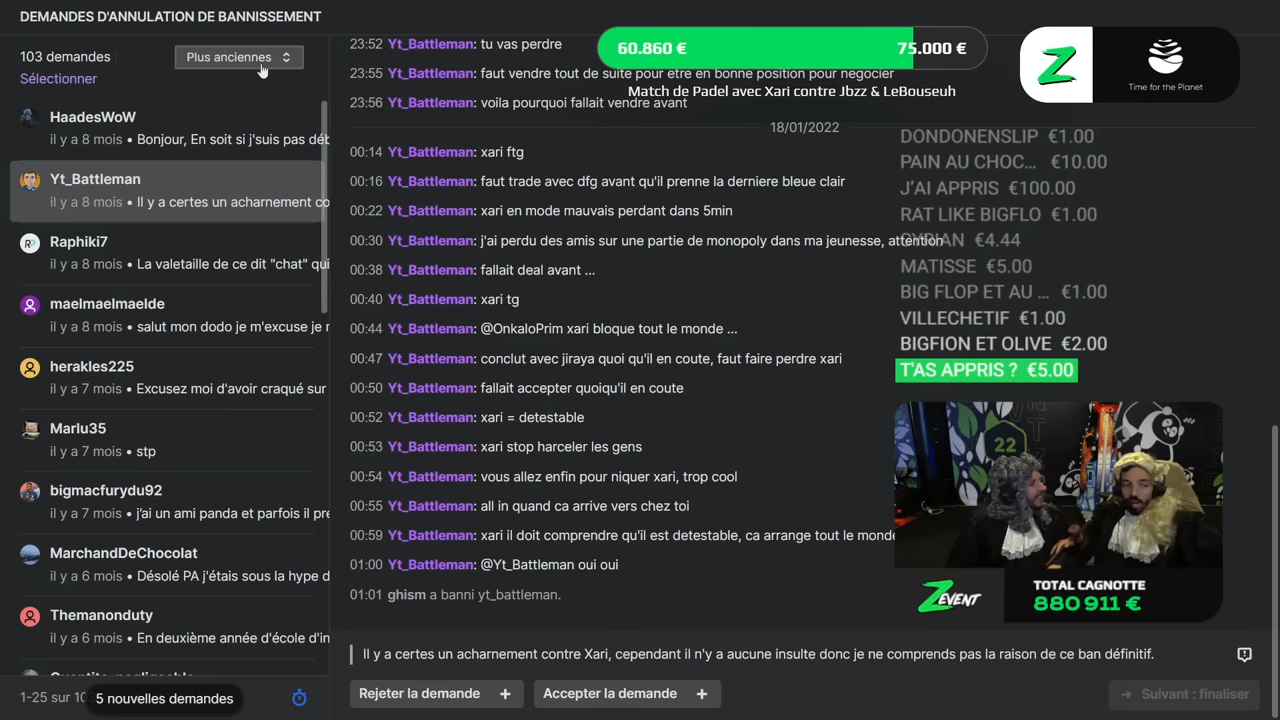 DEMANDES D'ANNULATION DE BANNISSEMENT
103 demandes
Plus anciennes
Sélectionner
HaadesWoW
il y a 8 mois • Bonjour, En soit si j'suis pas déb
Yt_Battleman
il y a 8 mois • Il y a certes un acharnement co
Raphiki7
il y a 8 mois • La valetaille de ce dit "chat" qui
maelmaelmaelde
il y a 8 mois • salut mon dodo je m'excuse je r
herakles225
il y a 7 mois • Excusez moi d'avoir craqué sur
Marlu35
il y a 7 mois • stp
bigmacfurydu92
il y a 7 mois • j'ai un ami panda et parfois il pre
MarchandDeChocolat
il y a 6 mois • Désolé PA j'étais sous la hype d
Themanonduty
il y a 6 mois • En deuxième année d'école d'in
1-25 sur 10
5 nouvelles demandes
23:52 Yt_Battleman: tu vas perdre
23:55 Yt_Battleman: faut vendre tout de suite pour etre en bonne position pour negocier
23:56 Yt_Battleman: voila pourquoi fallait vendre avant
18/01/2022
00:14 Yt_Battleman: xari ftg
00:16 Yt_Battleman: faut trade avec dfg avant qu'il prenne la derniere bleue clair
00:22 Yt_Battleman: xari en mode mauvais perdant dans 5min
00:30 Yt_Battleman: j'ai perdu des amis sur une partie de monopoly dans ma jeunesse, attention
00:38 Yt_Battleman: fallait deal avant ...
00:40 Yt_Battleman: xari tg
00:44 Yt_Battleman: @OnkaloPrim xari bloque tout le monde ...
00:47 Yt_Battleman: conclut avec jiraya quoi qu'il en coute, faut faire perdre xari
00:50 Yt_Battleman: fallait accepter quoiqu'il en coute
00:52 Yt_Battleman: xari = detestable
00:53 Yt_Battleman: xari stop harceler les gens
00:54 Yt_Battleman: vous allez enfin pour niquer xari, trop cool
00:55 Yt_Battleman: all in quand ca arrive vers chez toi
00:59 Yt_Battleman: xari il doit comprendre qu'il est detestable, ca arrange tout le monde
01:00 Yt_Battleman: @Yt_Battleman oui oui
01:01 ghism a banni yt_battleman.
Il y a certes un acharnement contre Xari, cependant il n'y a aucune insulte donc je ne comprends pas la raison de ce ban définitif.
Rejeter la demande +
Accepter la demande +
→ Suivant : finaliser
60.860 €
75.000 €
Match de Padel avec Xari contre Jbzz & LeBouseuh
Z
Time for the Planet
DONDONENSLIP €1.00
PAIN AU CHOC... €10.00
J'AI APPRIS €100.00
RAT LIKE BIGFLO €1.00
€4.44
MATISSE €5.00
BIG FLOP ET AU ... €1.00
VILLECHETIF €1.00
BIGFION ET OLIVE €2.00
T'AS APPRIS ? €5.00
22
ZEVENT
TOTAL CAGNOTTE
880 911 €